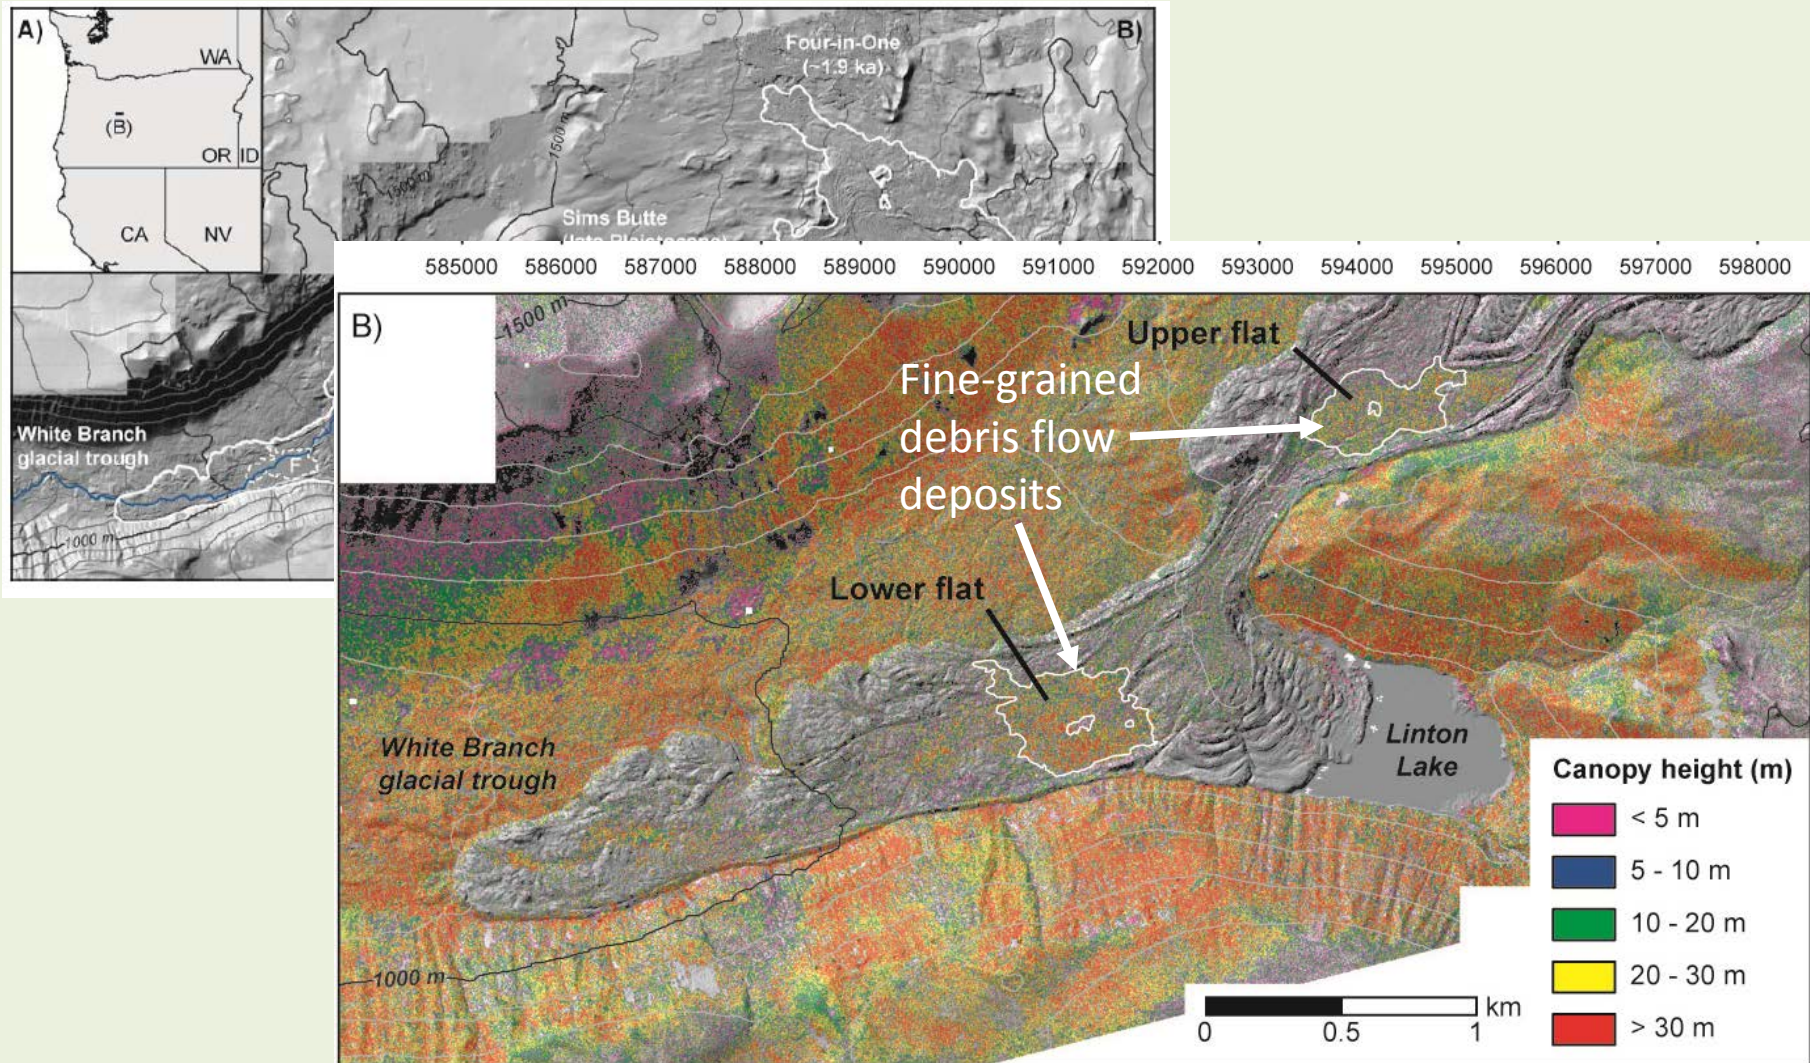 A)
WA
(B)
OR
ID
CA
NV
B)
Four-in-One
(~1.9 ka)
1500 m
1500 m
Sims Butte
White Branch
glacial trough
F
1000 m
585000 586000 587000 588000 589000 590000 591000 592000 593000 594000 595000 596000 597000 598000
B)
1500 m
Upper flat
Fine-grained
debris flow
deposits
Lower flat
White Branch
glacial trough
Linton
Lake
1000 m
Canopy height (m)
< 5 m
5 - 10 m
10 - 20 m
20 - 30 m
> 30 m
km
0 0.5 1